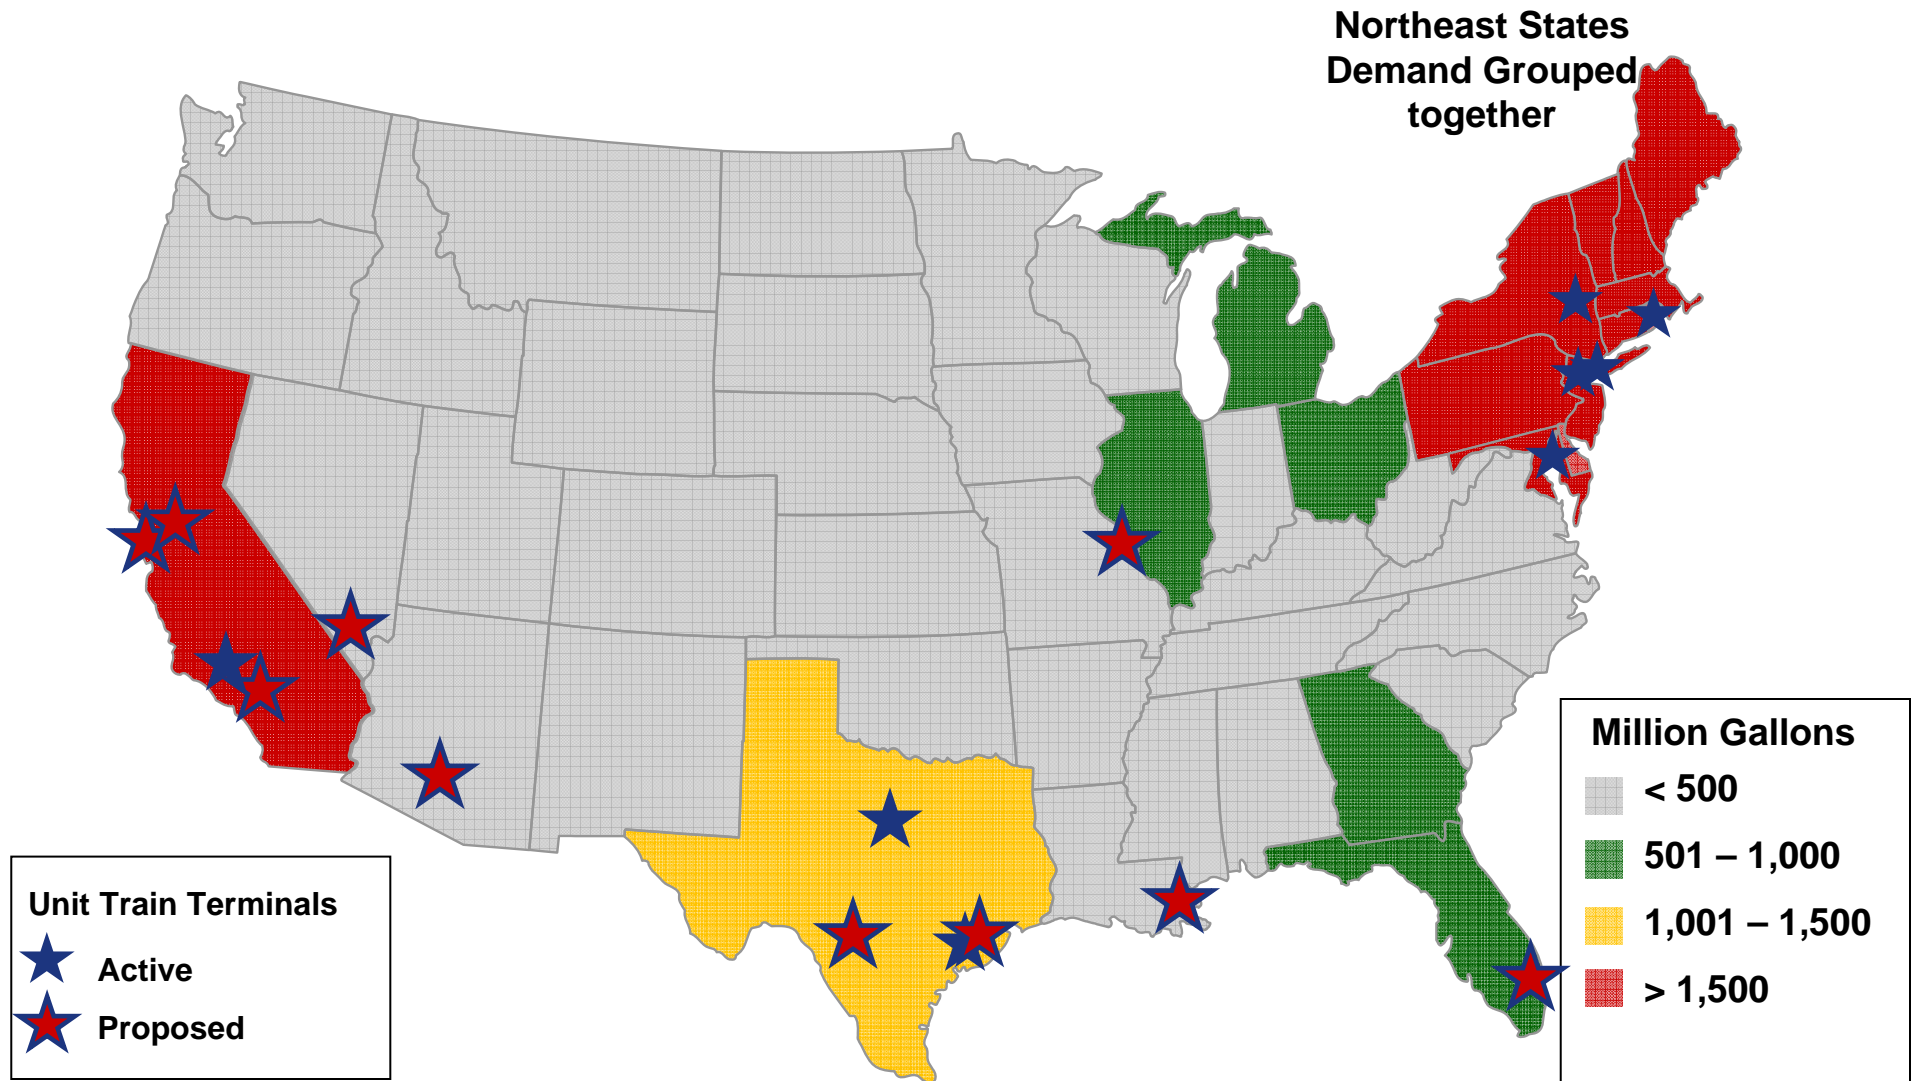 Northeast States
Demand Grouped
together
Unit Train Terminals
Active
Proposed
Million Gallons
< 500
501 – 1,000
1,001 – 1,500
> 1,500